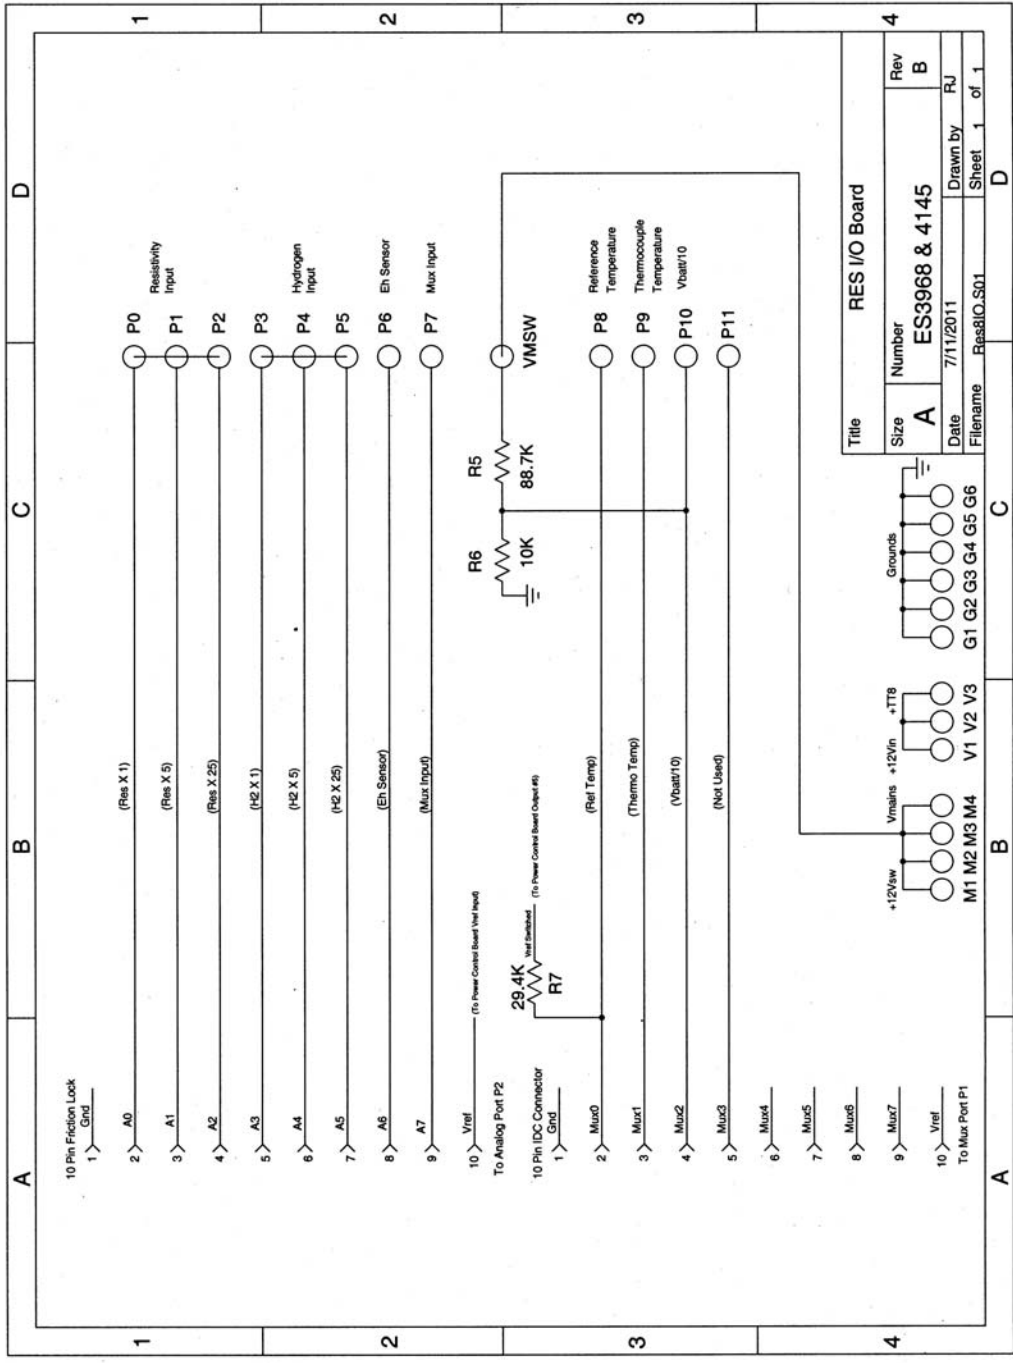 A
B
C
D
1
2
3
4
10 Pin Friction Lock
Gnd
1
2 A0 (Res X 1) P0
3 A1 (Res X 5) P1
Resistivity
Input
4 A2 (Res X 25) P2
5 A3 (H2 X 1) P3
6 A4 (H2 X 5) P4
Hydrogen
Input
7 A5 (H2 X 25) P5
8 A6 (Eh Sensor) P6 Eh Sensor
9 A7 (Mux Input) P7 Mux Input
10 Vref (To Power Control Board Vref Input)
To Analog Port P2
R6
10K
R5
88.7K
VMSW
10 Pin IDC Connector
Gnd
1
29.4K
R7
Vref Switched
(To Power Control Board Output #5)
2 Mux0 (Ref Temp) P8
Reference
Temperature
3 Mux1 (Thermo Temp) P9
Thermocouple
Temperature
4 Mux2 (Vbatt/10) P10 Vbatt/10
5 Mux3 (Not Used) P11
6 Mux4
7 Mux5
8 Mux6
9 Mux7
10 Vref
To Mux Port P1
+12Vsw Vmains
M1 M2 M3 M4
+12Vin +TT8
V1 V2 V3
Grounds
G1 G2 G3 G4 G5 G6
Title
RES I/O Board
Size
A
Number
ES3968 & 4145
Rev
B
Date 7/11/2011 Drawn by RJ
Filename Res8IO.S01 Sheet 1 of 1
1
2
3
4
A
B
C
D